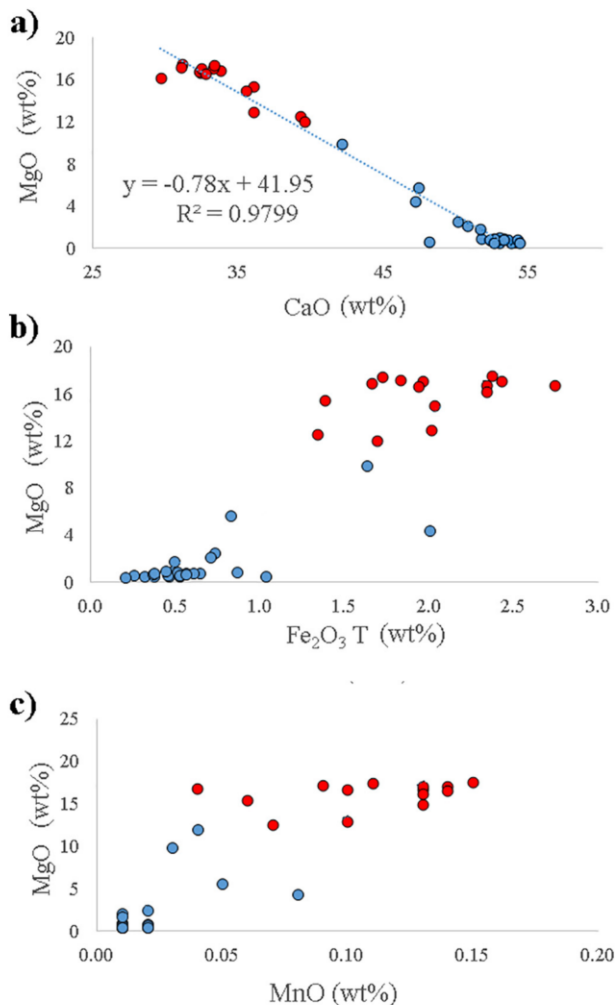 a)
20
16
12
8
4
0
MgO (wt%)
y = -0.78x + 41.95
R² = 0.9799
25 35 45 55
CaO (wt%)
b)
20
16
12
8
4
0
MgO (wt%)
0.0 0.5 1.0 1.5 2.0 2.5 3.0
Fe₂O₃ T (wt%)
c)
25
20
15
10
5
0
MgO (wt%)
0.00 0.05 0.10 0.15 0.20
MnO (wt%)